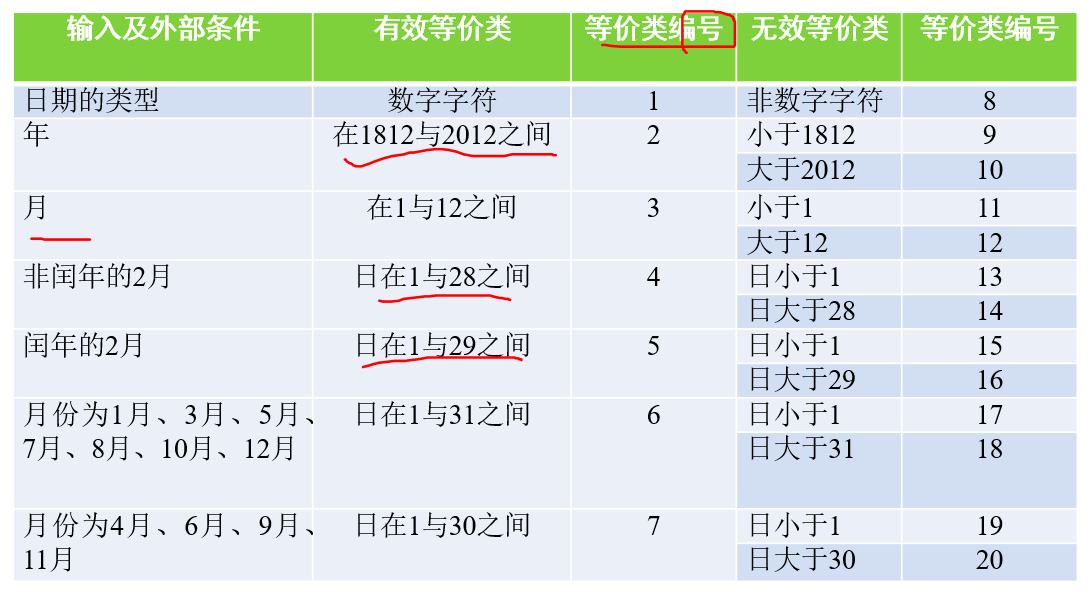 输入及外部条件 有效等价类 等价类编号 无效等价类 等价类编号
日期的类型 数字字符 1 非数字字符 8
年 在1812与2012之间 2 小于1812 9
大于2012 10
月 在1与12之间 3 小于1 11
大于12 12
非闰年的2月 日在1与28之间 4 日小于1 13
日大于28 14
闰年的2月 日在1与29之间 5 日小于1 15
日大于29 16
月份为1月、3月、5月、 日在1与31之间 6 日小于1 17
7月、8月、10月、12月 日大于31 18
月份为4月、6月、9月、 日在1与30之间 7 日小于1 19
11月 日大于30 20